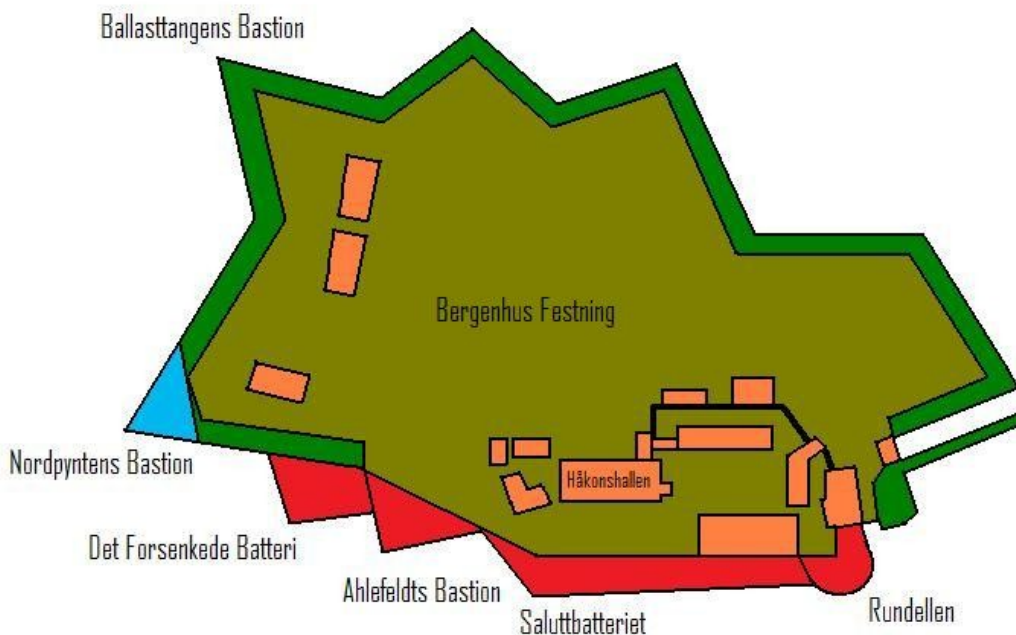 Ballasttangens Bastion
Bergenhus Festning
Nordpyntens Bastion
Håkonshallen
Det Forsenkede Batteri
Ahlefeldts Bastion
Saluttbatteriet
Rundellen